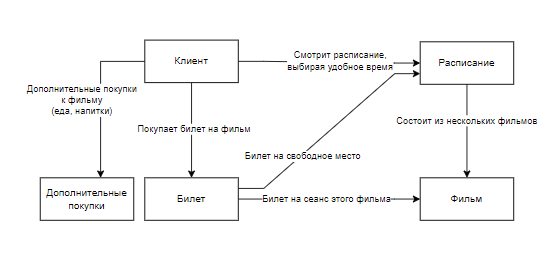 Клиент
Смотрит расписание,
выбирая удобное время
Расписание
Дополнительные покупки
к фильму
(еда, напитки)
Покупает билет на фильм
Состоит из нескольких фильмов
Билет на свободное место
Дополнительные
покупки
Билет
Билет на сеанс этого фильма
Фильм